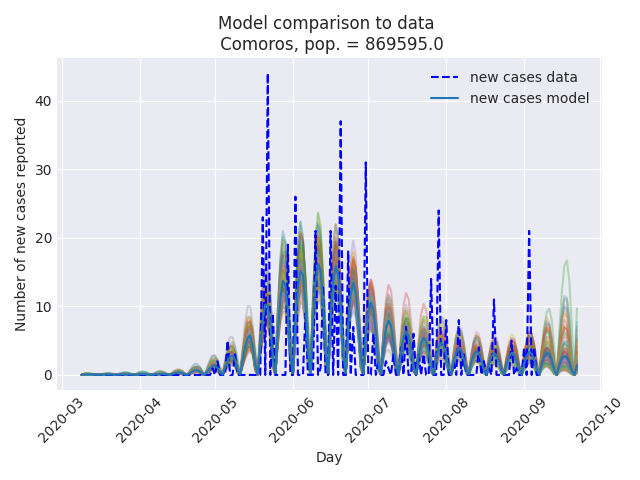 Model comparison to data
Comoros, pop. = 869595.0
new cases data
new cases model
Number of new cases reported
40
30
20
10
0
2020-03
2020-04
2020-05
2020-06
2020-07
2020-08
2020-09
2020-10
Day